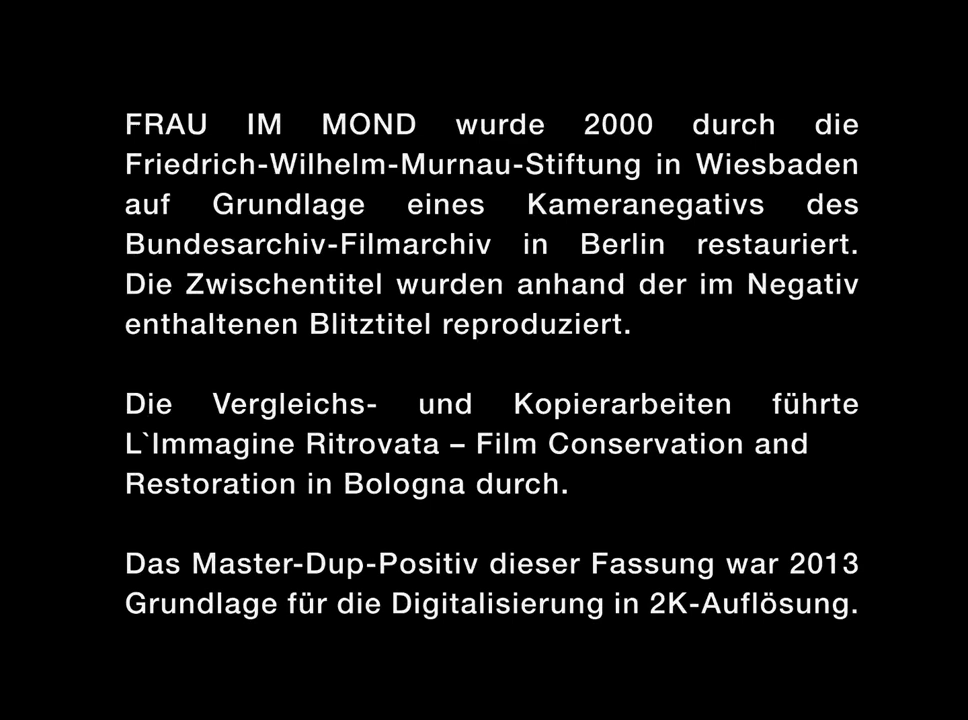 FRAU IM MOND wurde 2000 durch die
Friedrich-Wilhelm-Murnau-Stiftung in Wiesbaden
auf Grundlage eines Kameranegativs des
Bundesarchiv-Filmarchiv in Berlin restauriert.
Die Zwischentitel wurden anhand der im Negativ
enthaltenen Blitztitel reproduziert.
Die Vergleichs- und Kopierarbeiten führte
L`Immagine Ritrovata – Film Conservation and
Restoration in Bologna durch.
Das Master-Dup-Positiv dieser Fassung war 2013
Grundlage für die Digitalisierung in 2K-Auflösung.